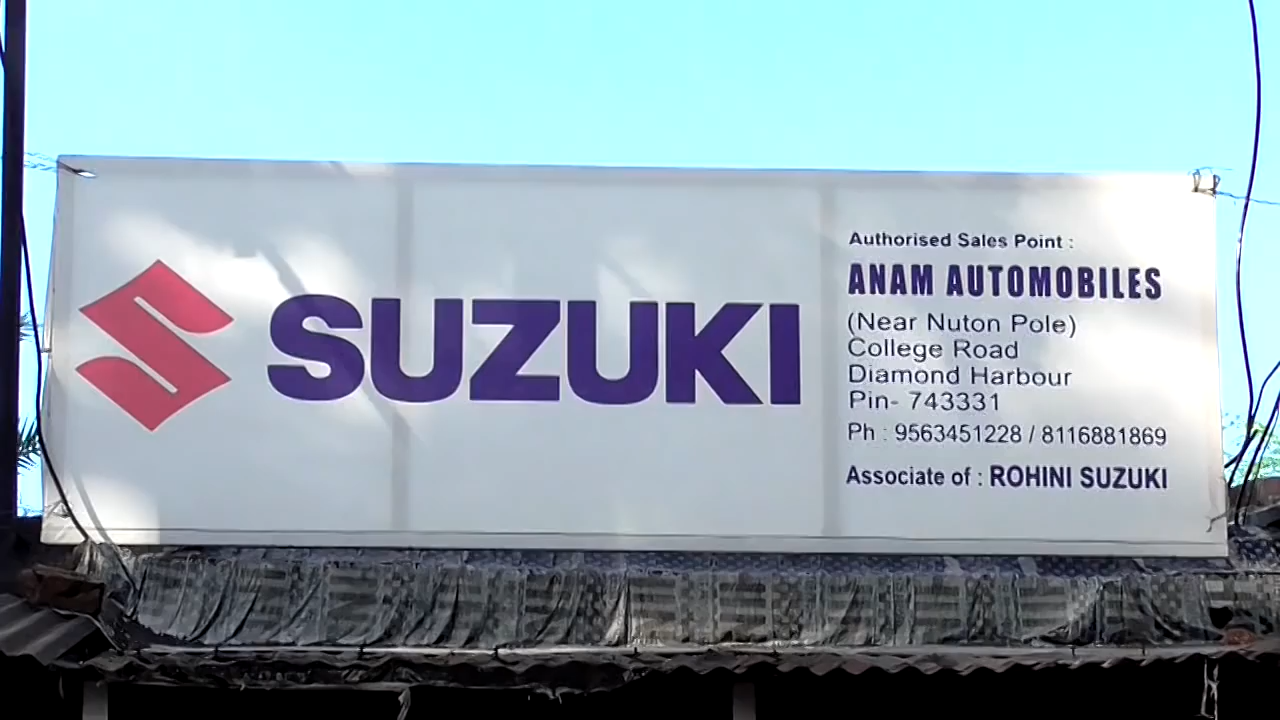 SUZUKI
Authorised Sales Point :
ANAM AUTOMOBILES
(Near Nuton Pole)
College Road
Diamond Harbour
Pin- 743331
Ph : 9563451228 / 8116881869
Associate of : ROHINI SUZUKI